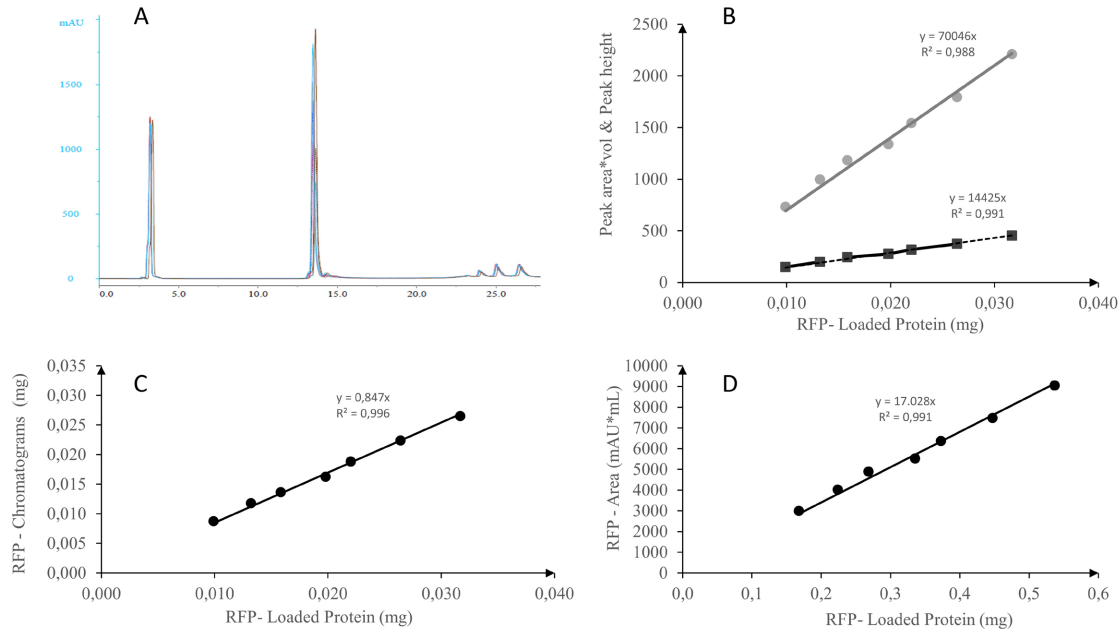 A
mAU
1500
1000
500
0
0.0 5.0 10.0 15.0 20.0 25.0
B
Peak area*vol & Peak height
2500
2000
1500
1000
500
0
y = 70046x
R² = 0,988
y = 14425x
R² = 0,991
0,000 0,010 0,020 0,030 0,040
RFP- Loaded Protein (mg)
C
RFP - Chromatograms (mg)
0,035
0,030
0,025
0,020
0,015
0,010
0,005
0,000
y = 0,847x
R² = 0,996
0,000 0,010 0,020 0,030 0,040
RFP- Loaded Protein (mg)
D
RFP - Area (mAU*mL)
10000
9000
8000
7000
6000
5000
4000
3000
2000
1000
0
y = 17.028x
R² = 0,991
0,0 0,1 0,2 0,3 0,4 0,5 0,6
RFP- Loaded Protein (mg)